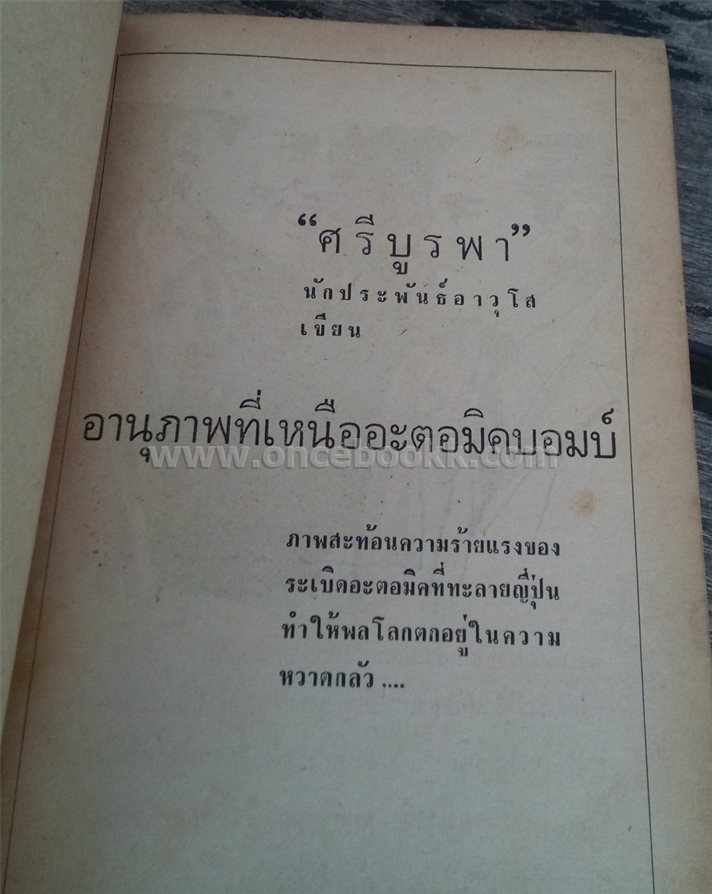 “ศรีบูรพา”
นักประพันธ์อาวุโส
เขียน
อานุภาพที่เหนืออะตอมิคบอมบ์
www.oncebookk.com
ภาพสะท้อนความร้ายแรงของ
ระเบิดอะตอมิคที่ทะลายญี่ปุ่น
ทำให้พลโลกตกอยู่ในความ
หวาดกลัว ....